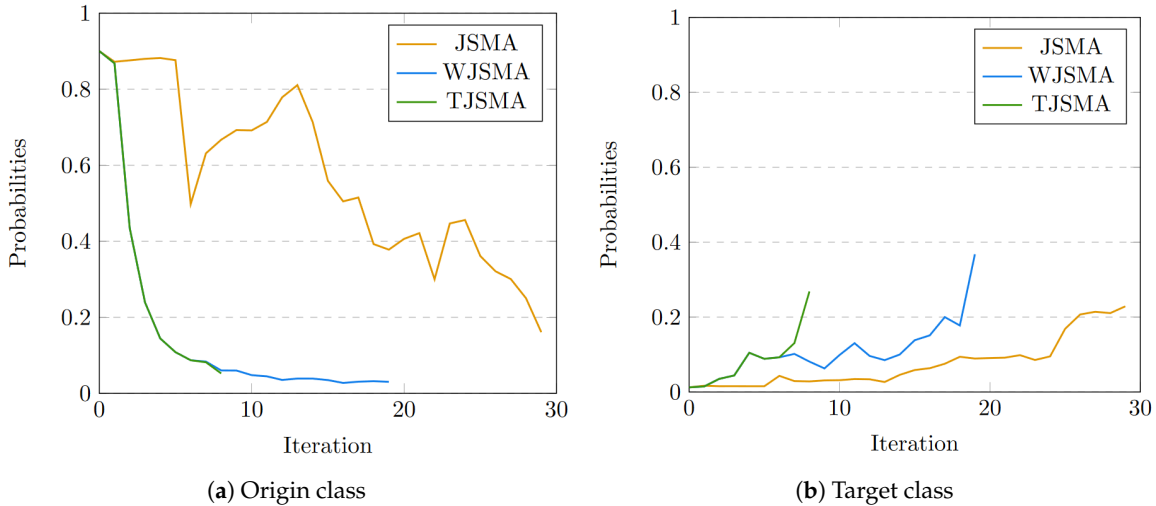 1
0.8
0.6
0.4
0.2
0
0
10
20
30
Probabilities
Iteration
JSMA
WJSMA
TJSMA
(a) Origin class
1
0.8
0.6
0.4
0.2
0
0
10
20
30
Probabilities
Iteration
JSMA
WJSMA
TJSMA
(b) Target class